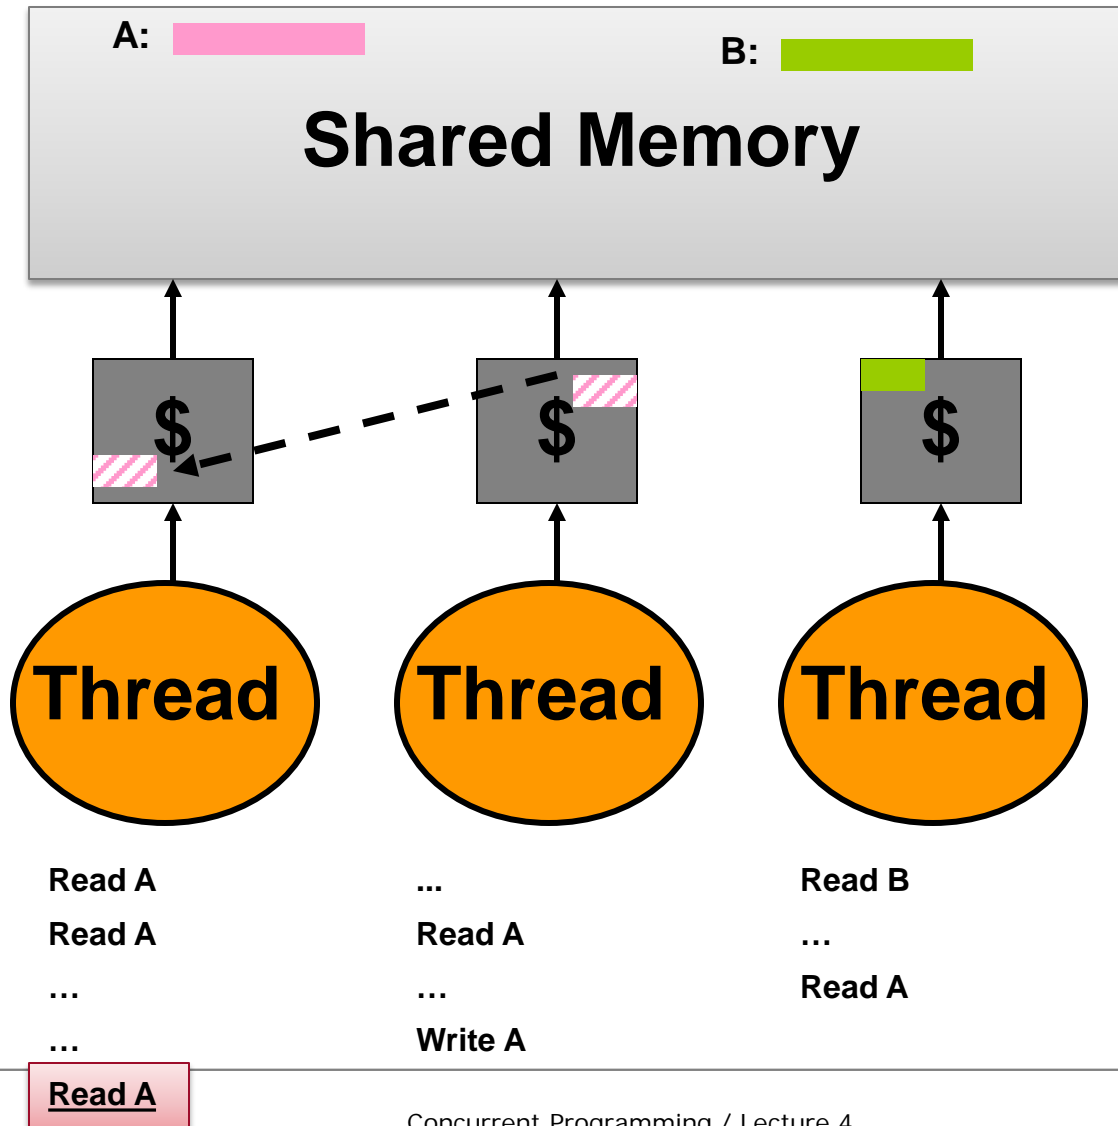 A:
B:
Shared Memory
$ $ $
Thread Thread Thread
Read A ... Read B
Read A Read A …
… … Read A
… Write A
Read A
Concurrent Programming / Lecture 4